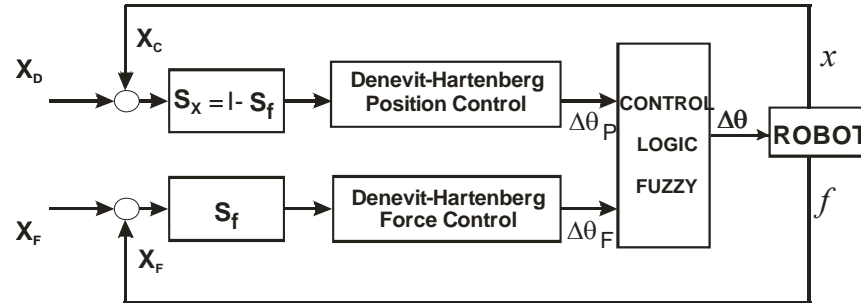 X_C
x
X_D
S_X = I- S_f
Denevit-Hartenberg
Position Control
Δθ_P
CONTROL
LOGIC
FUZZY
Δθ
ROBOT
X_F
S_f
Denevit-Hartenberg
Force Control
Δθ_F
f
X_F